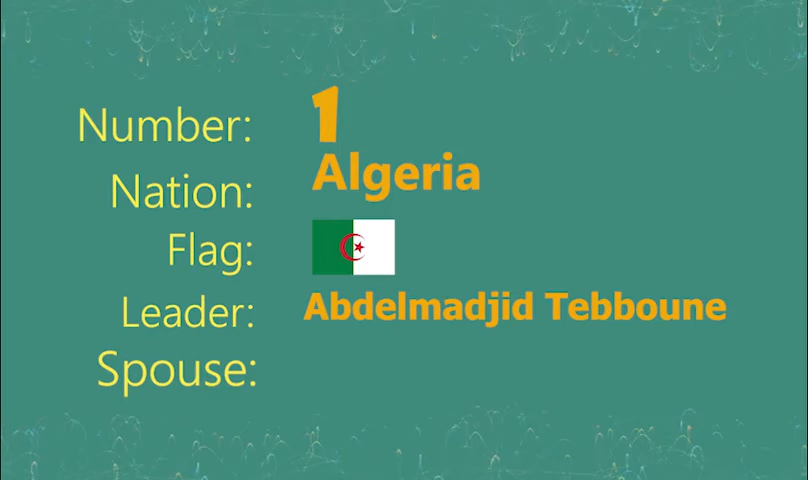 Number: 1
Nation: Algeria
Flag:
Leader: Abdelmadjid Tebboune
Spouse: